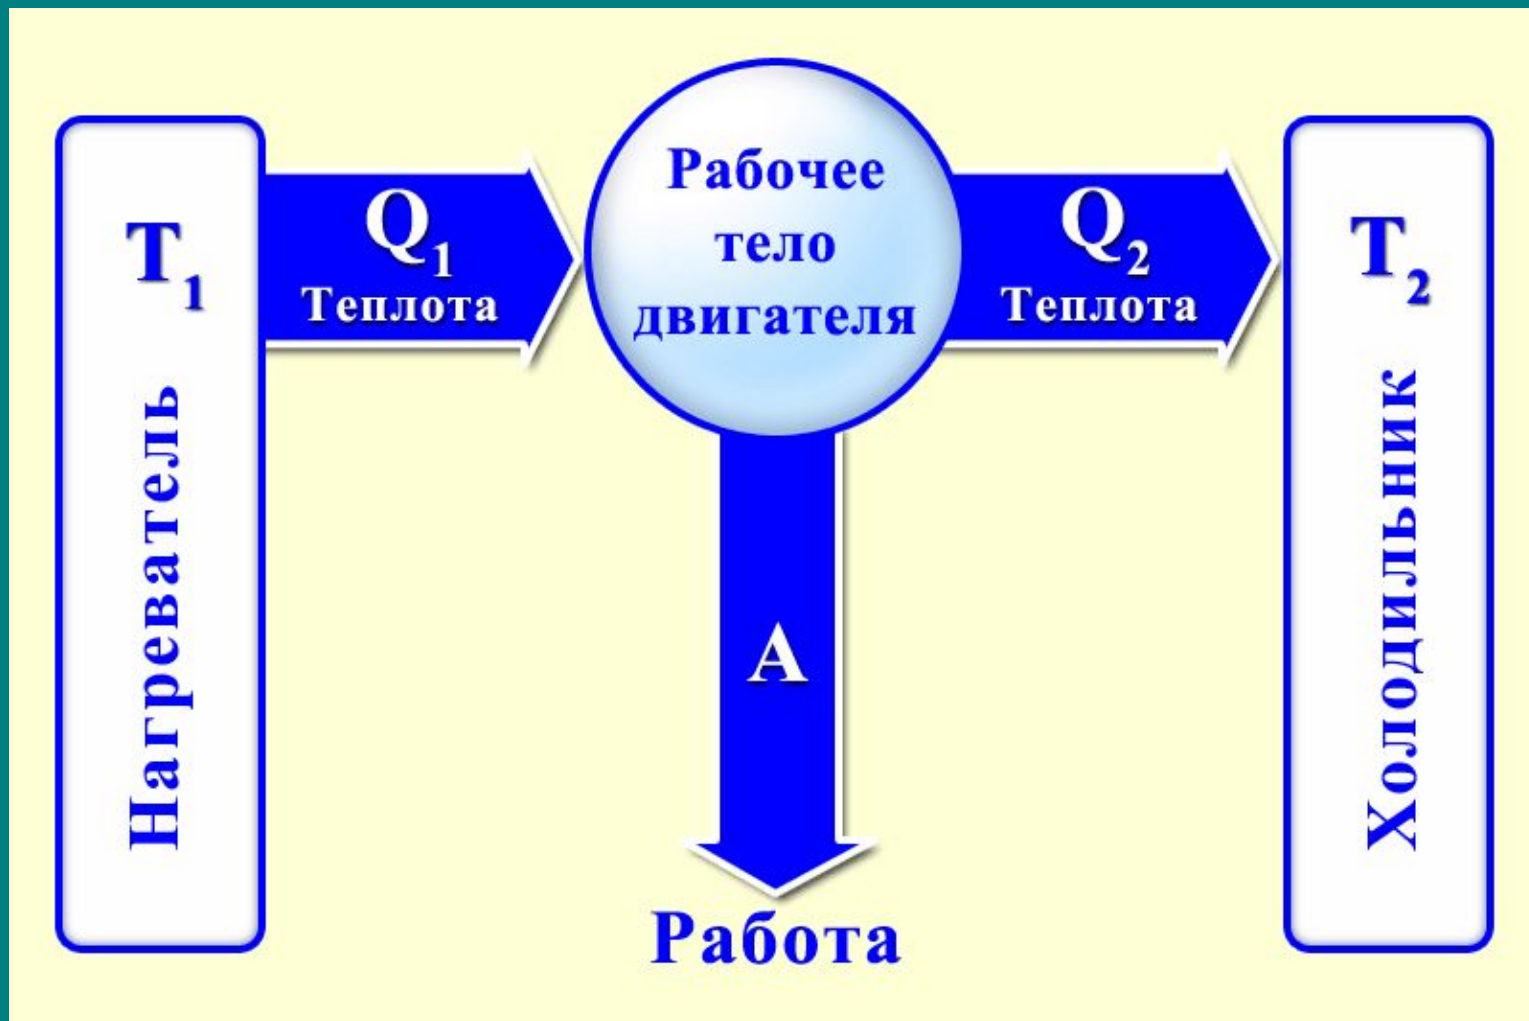 T1
Нагреватель
Q1
Теплота
Рабочее
тело
двигателя
Q2
Теплота
T2
Холодильник
A
Работа